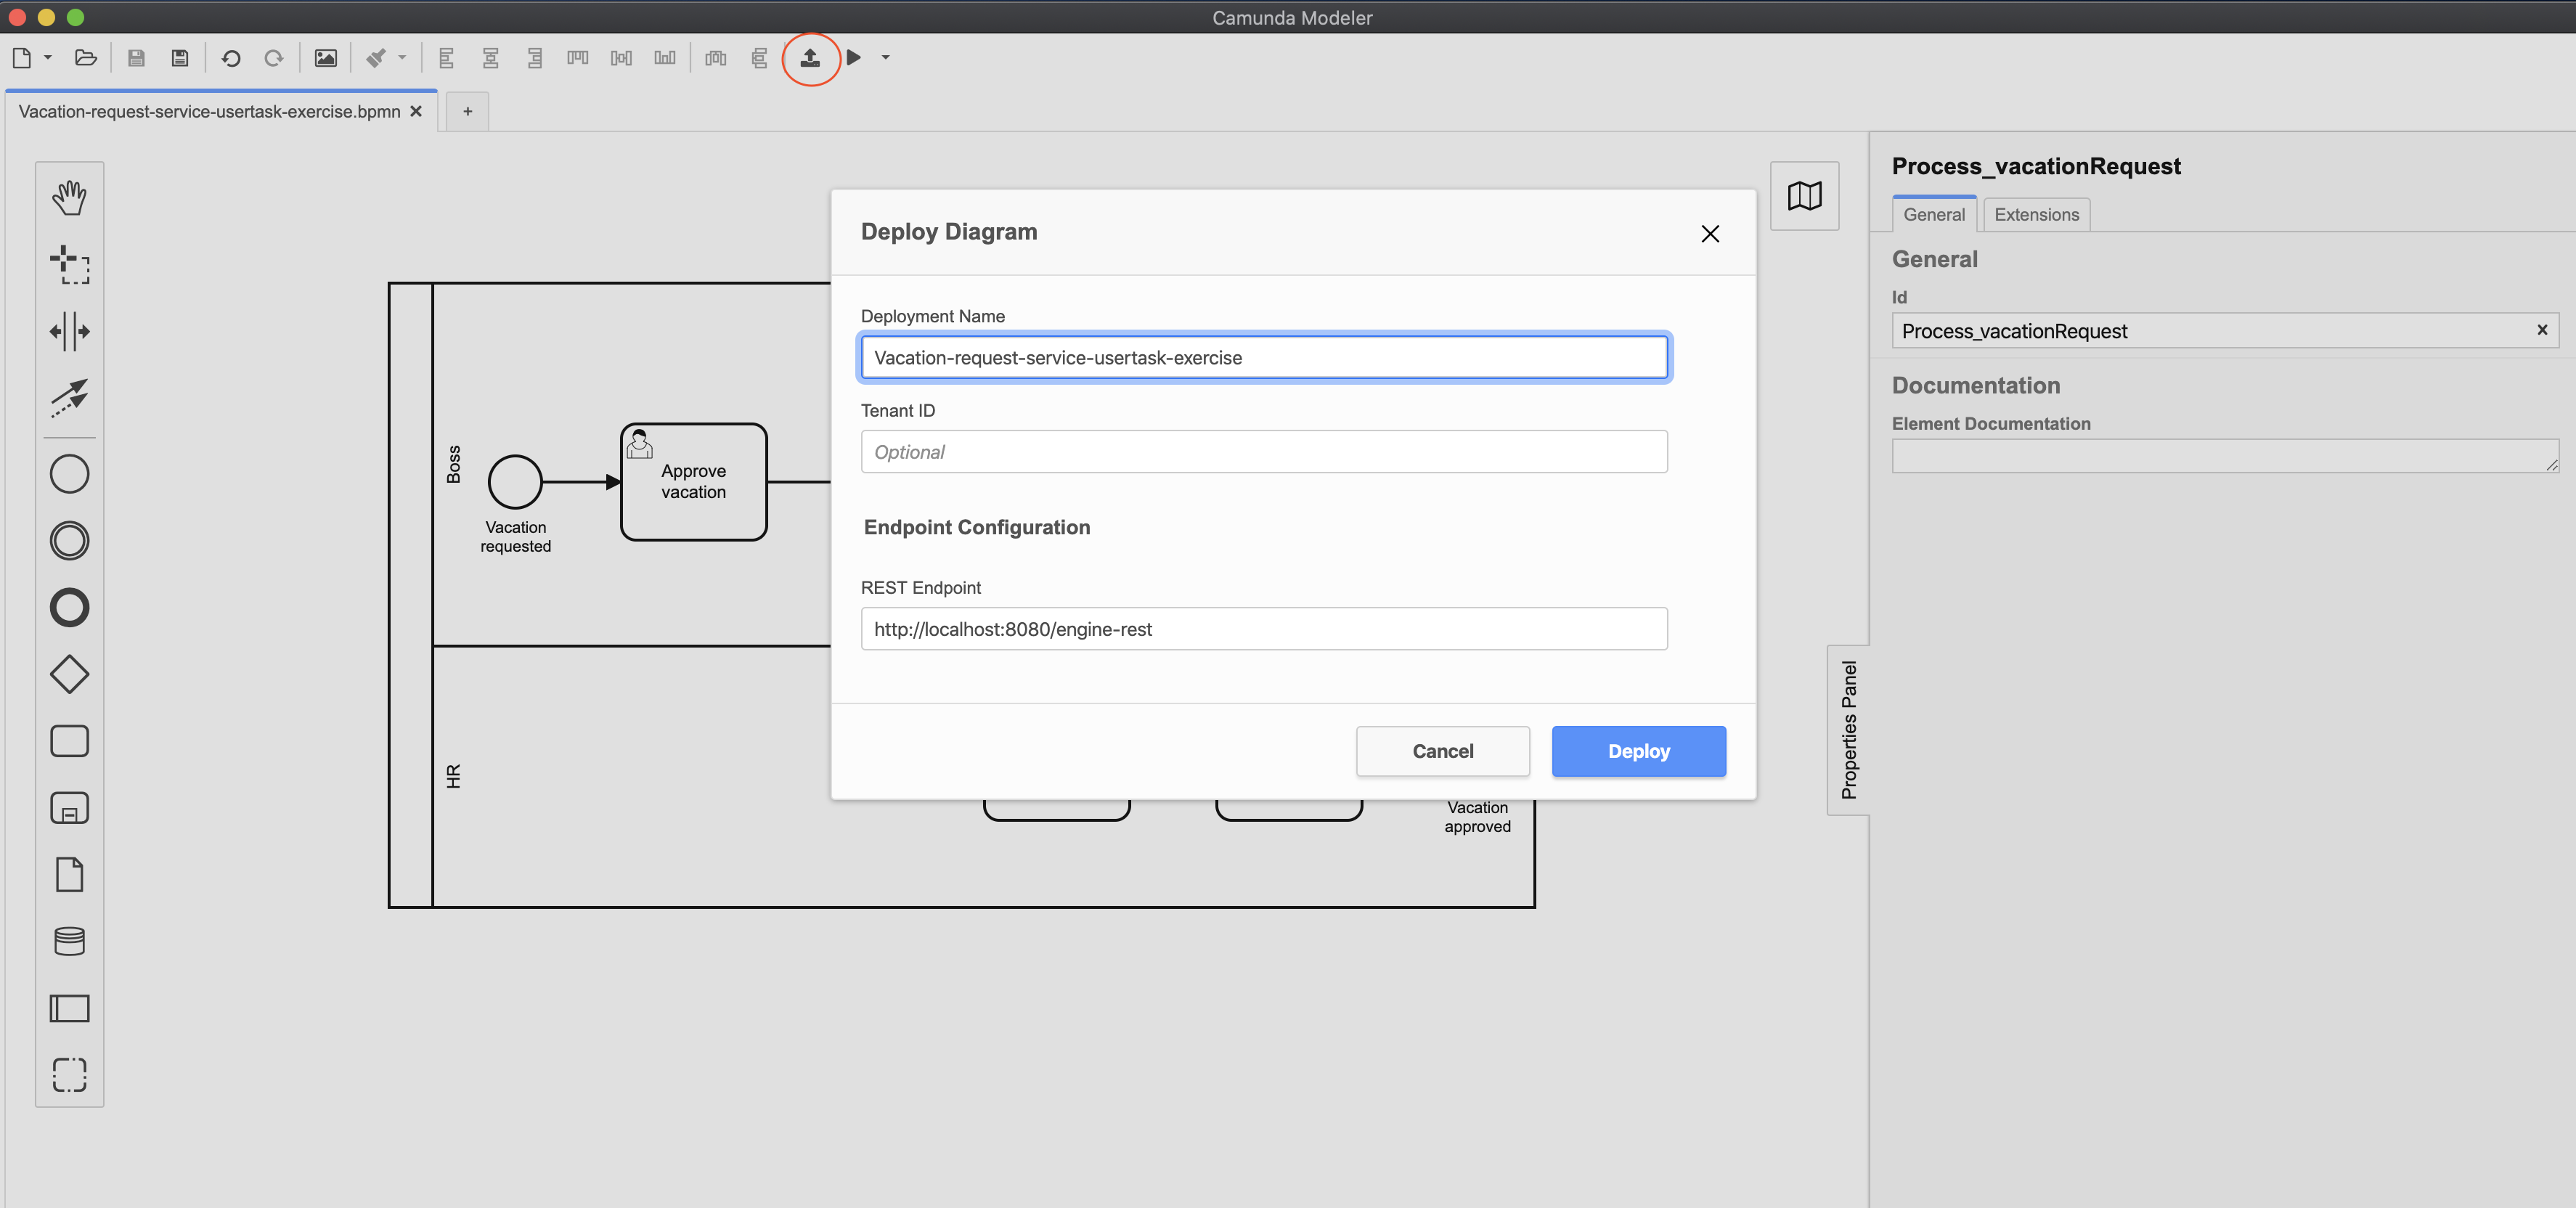 Camunda Modeler
Vacation-request-service-usertask-exercise.bpmn
+
Process_vacationRequest
General
Extensions
General
Id
Process_vacationRequest
Documentation
Element Documentation
Deploy Diagram
Deployment Name
Vacation-request-service-usertask-exercise
Tenant ID
Optional
Endpoint Configuration
REST Endpoint
http://localhost:8080/engine-rest
Cancel
Deploy
Boss
Approve
vacation
Vacation
requested
HR
Vacation
approved
Properties Panel